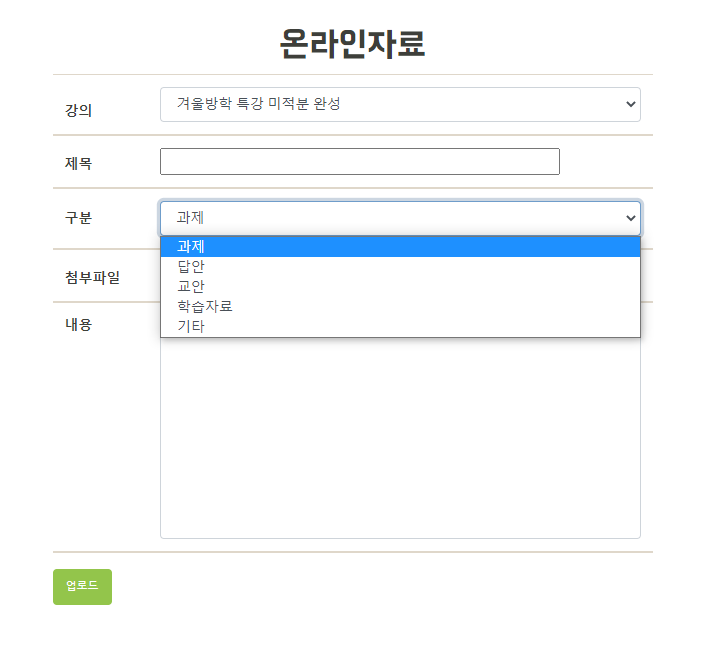 온라인자료
강의
겨울방학 특강 미적분 완성
제목
구분
과제
과제
답안
교안
학습자료
기타
첨부파일
내용
업로드